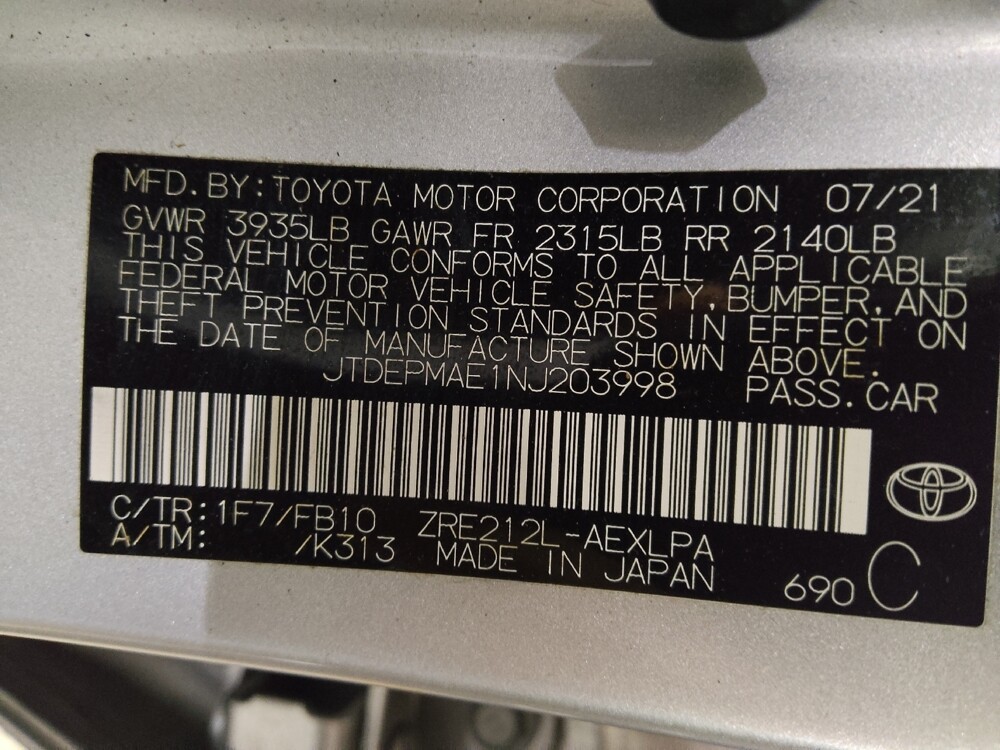 MFD. BY: TOYOTA MOTOR CORPORATION 07/21
GVWR 3935LB GAWR FR 2315LB RR 2140LB
THIS VEHICLE CONFORMS TO ALL APPLICABLE
FEDERAL MOTOR VEHICLE SAFETY, BUMPER, AND
THEFT PREVENTION STANDARDS IN EFFECT ON
THE DATE OF MANUFACTURE SHOWN ABOVE.
JTDEPMAE1NJ203998 PASS. CAR
C/TR: 1F7/FB10 ZRE212L-AEXLPA
A/TM: /K313 MADE IN JAPAN 690 C